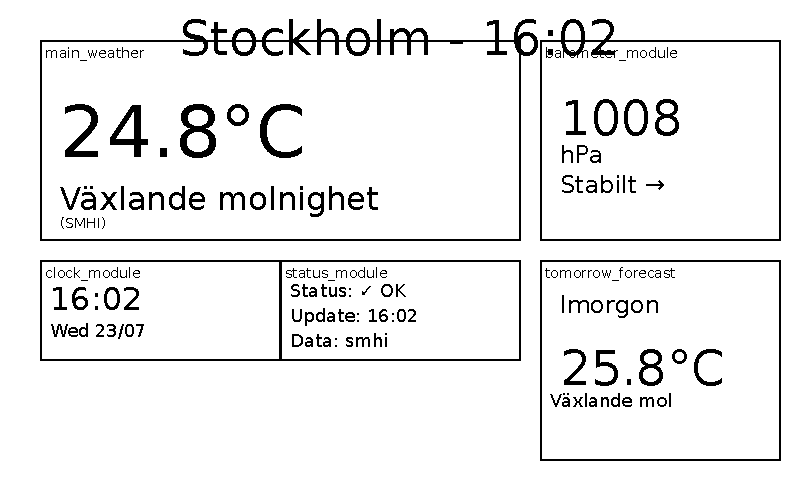 Stockholm - 16:02
main_weather
24.8°C
Växlande molnighet
(SMHI)
barometer_module
1008
hPa
Stabilt →
clock_module
16:02
Wed 23/07
status_module
Status: ✓ OK
Update: 16:02
Data: smhi
tomorrow_forecast
Imorgon
25.8°C
Växlande mol